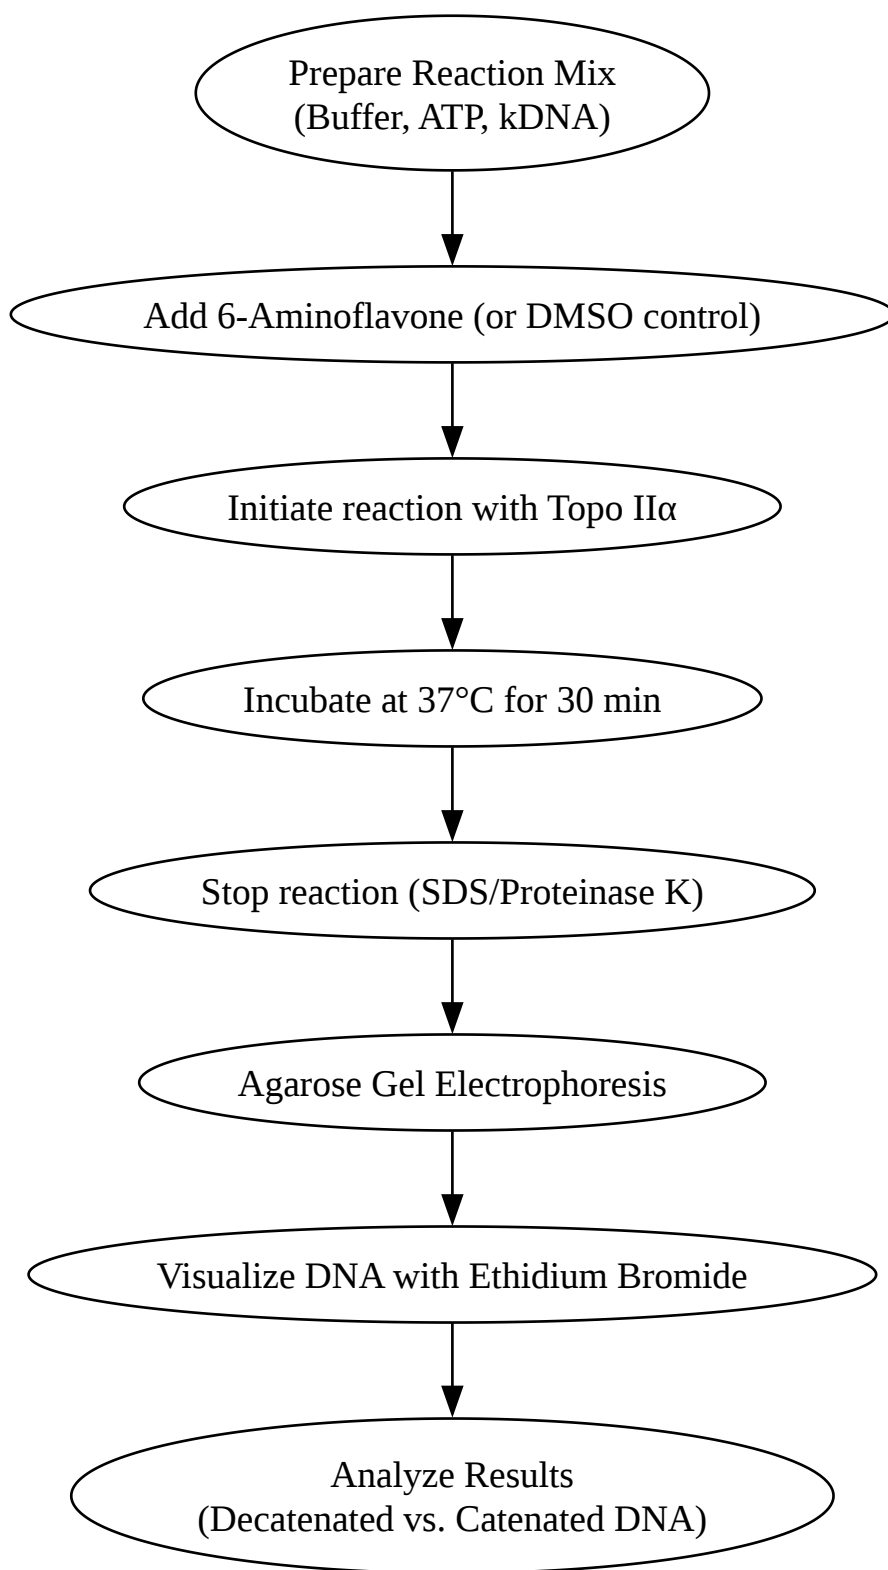 Prepare Reaction Mix
(Buffer, ATP, kDNA)
Add 6-Aminoflavone (or DMSO control)
Initiate reaction with Topo IIα
Incubate at 37°C for 30 min
Stop reaction (SDS/Proteinase K)
Agarose Gel Electrophoresis
Visualize DNA with Ethidium Bromide
Analyze Results
(Decatenated vs. Catenated DNA)